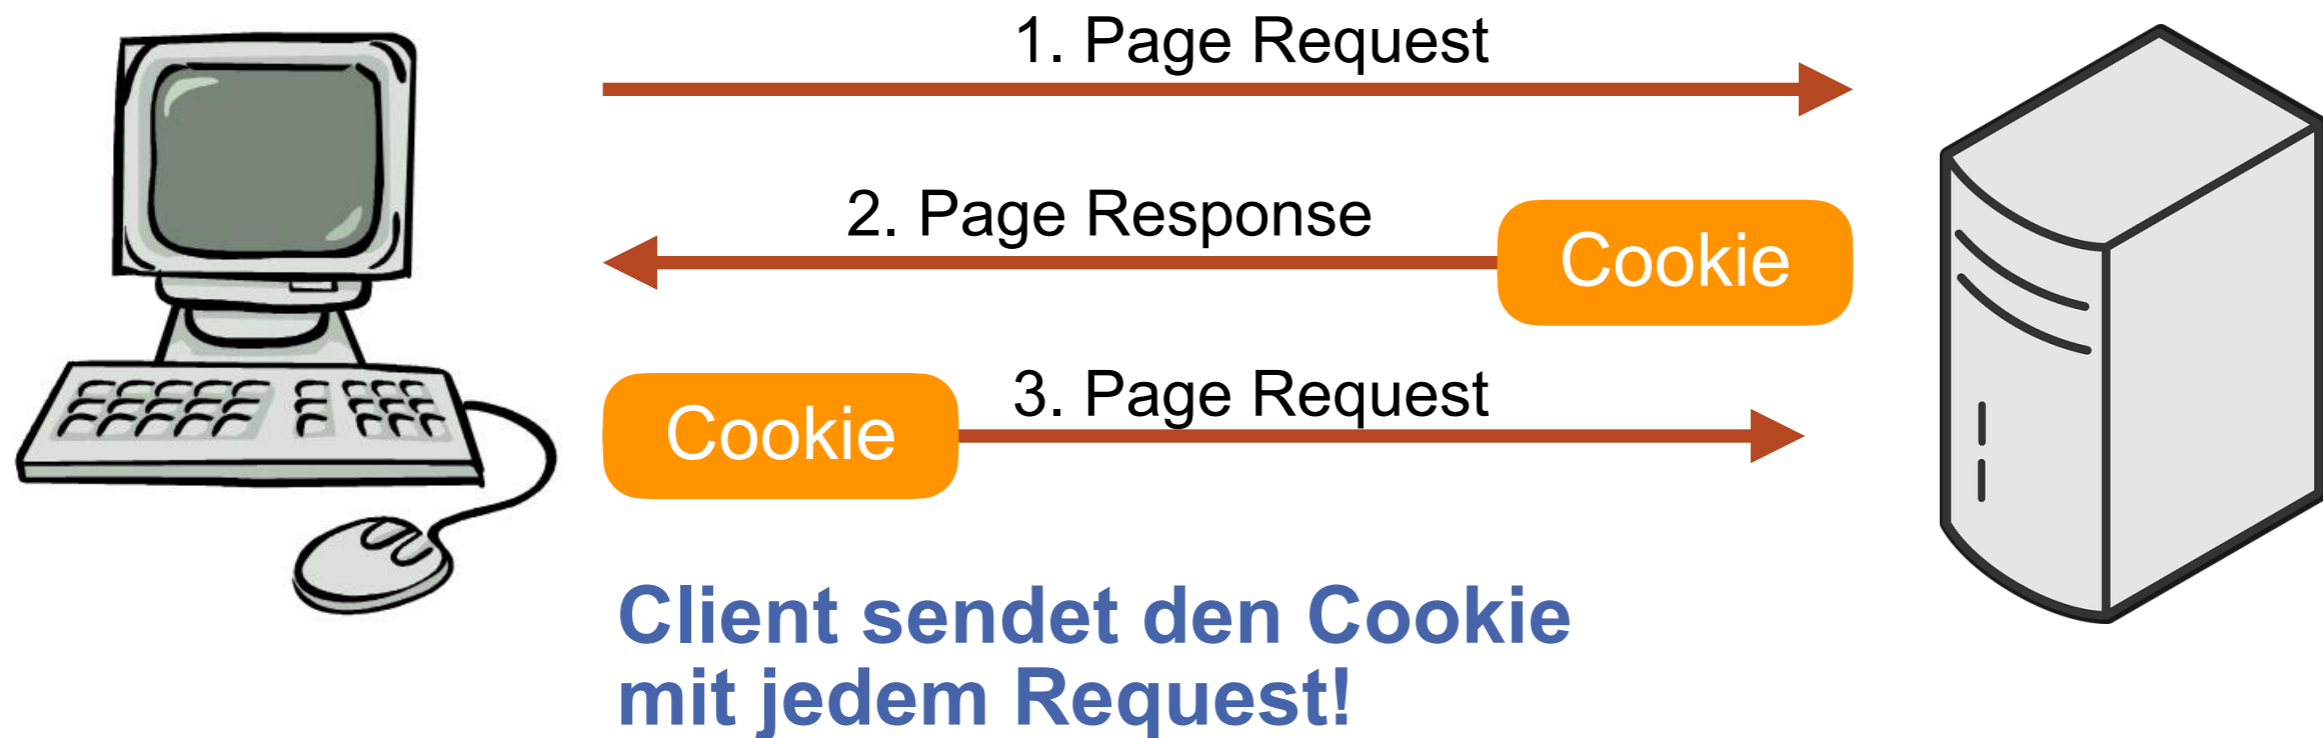 1. Page Request
2. Page Response
Cookie
Cookie
3. Page Request
Client sendet den Cookie
mit jedem Request!